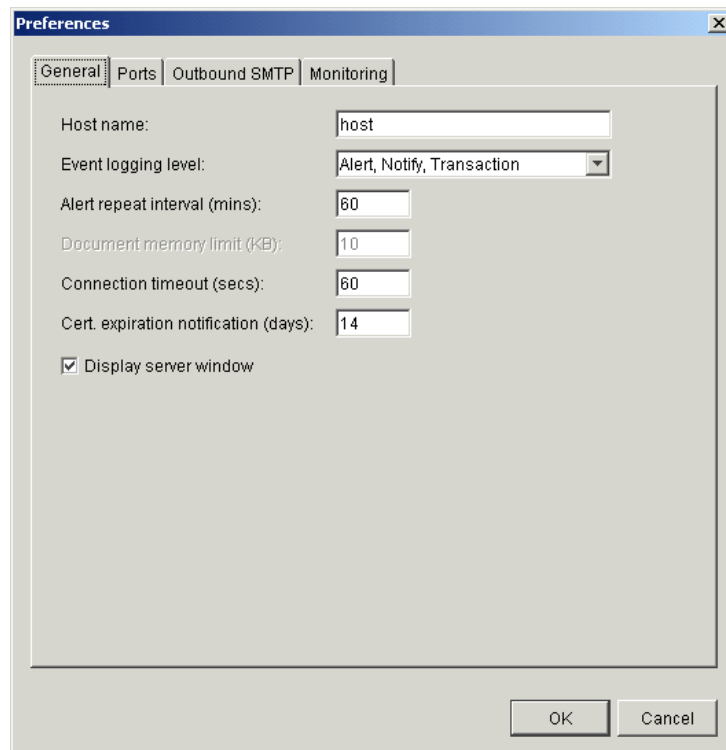 Preferences
General Ports Outbound SMTP Monitoring
Host name: host
Event logging level: Alert, Notify, Transaction
Alert repeat interval (mins): 60
Document memory limit (KB): 10
Connection timeout (secs): 60
Cert. expiration notification (days): 14
Display server window
OK Cancel